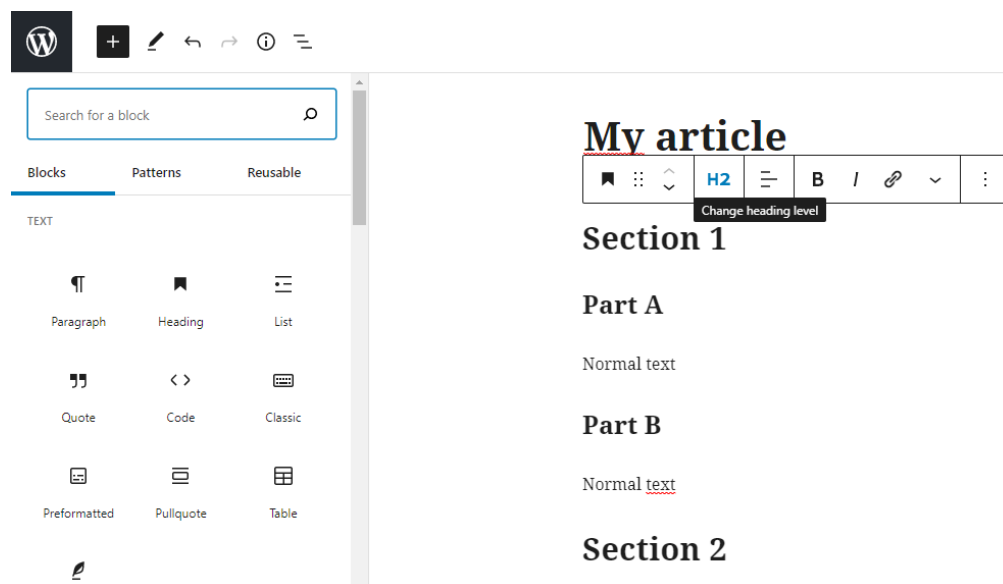 Search for a block
Blocks Patterns Reusable
TEXT
Paragraph Heading List
Quote Code Classic
Preformatted Pullquote Table
My article
H2 B I
Change heading level
Section 1
Part A
Normal text
Part B
Normal text
Section 2